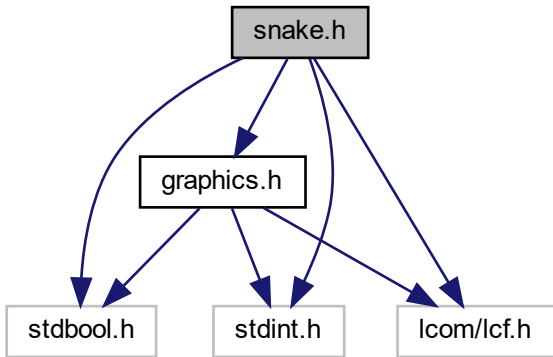 snake.h
graphics.h
stdbool.h
stdint.h
lcom/lcf.h